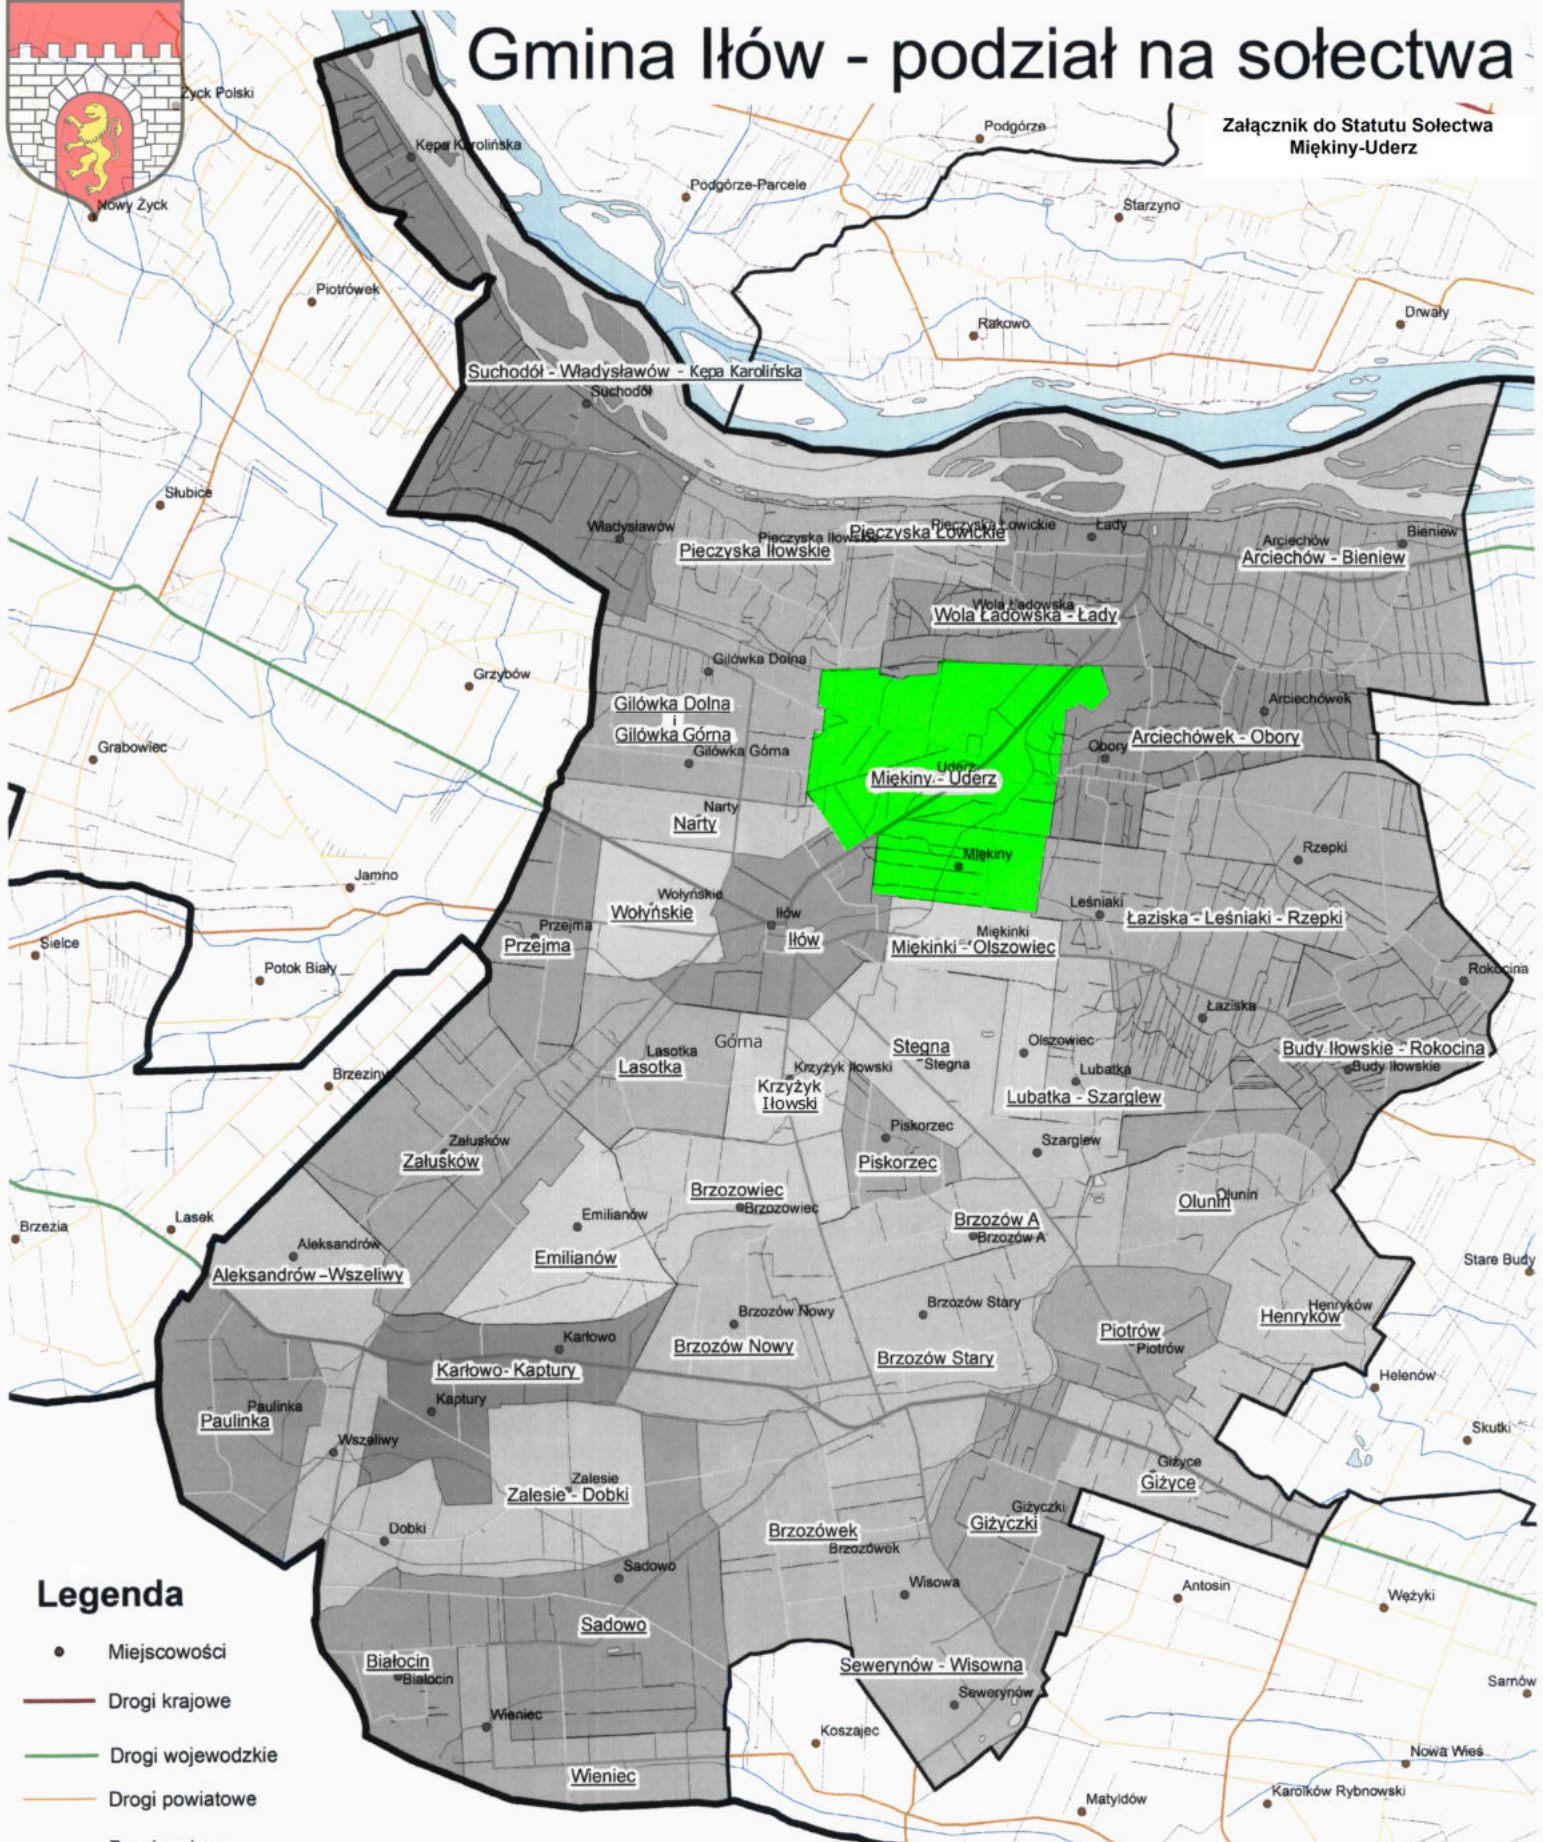 Gmina Iłów - podział na sołectwa
Załącznik do Statutu Sołectwa
Miękiny-Uderz
Życk Polski
Nowy Życk
Kępa Karolińska
Podgórze
Podgórze-Parcele
Starzyno
Piotrówek
Rakowo
Drwały
Suchodół - Władysławów - Kępa Karolińska
Suchodół
Słubice
Władysławów
Pieczyska Iłowskie
Pieczyska Iłowskie
Pieczyska Łowickie
Pieczyska Łowickie
Łady
Arciechów
Bieniew
Arciechów - Bieniew
Wola Ładowska
Wola Ładowska - Łady
Gilówka Dolna
Grzybów
Gilówka Dolna
i
Gilówka Górna
Gilówka Górna
Arciechówek
Arciechówek - Obory
Obory
Grabowiec
Uderz
Miękiny - Uderz
Narty
Narty
Miękiny
Rzepki
Jamno
Wołyńskie
Wołyńskie
Leśniaki
Łaziska - Leśniaki - Rzepki
Iłów
Iłów
Przejma
Przejma
Miękinki
Miękinki - Olszowiec
Sielce
Potok Biały
Rokocina
Łaziska
Górna
Lasotka
Lasotka
Stegna
Stegna
Olszowiec
Budy Iłowskie - Rokocina
Budy Iłowskie
Krzyżyk Iłowski
Krzyżyk
Iłowski
Lubatka
Lubatka - Szarglew
Brzeziny
Piskorzec
Piskorzec
Szarglew
Załusków
Załusków
Brzozowiec
Brzozowiec
Olunin
Olunin
Lasek
Brzezia
Emilianów
Emilianów
Brzozów A
Brzozów A
Aleksandrów
Aleksandrów –Wszeliwy
Stare Budy
Brzozów Nowy
Brzozów Nowy
Brzozów Stary
Brzozów Stary
Henryków
Henryków
Piotrów
Piotrów
Karłowo
Karłowo- Kaptury
Kaptury
Helenów
Paulinka
Paulinka
Skutki
Wszeliwy
Giżyce
Giżyce
Zalesie
Zalesie - Dobki
Giżyczki
Giżyczki
Dobki
Brzozówek
Brzozówek
Sadowo
Sadowo
Wisowa
Antosin
Wężyki
Białocin
Białocin
Sewerynów - Wisowna
Sewerynów
Sarnów
Wieniec
Wieniec
Koszajec
Nowa Wieś
Matyldów
Karolków Rybnowski
Legenda
Miejscowości
Drogi krajowe
Drogi wojewodzkie
Drogi powiatowe